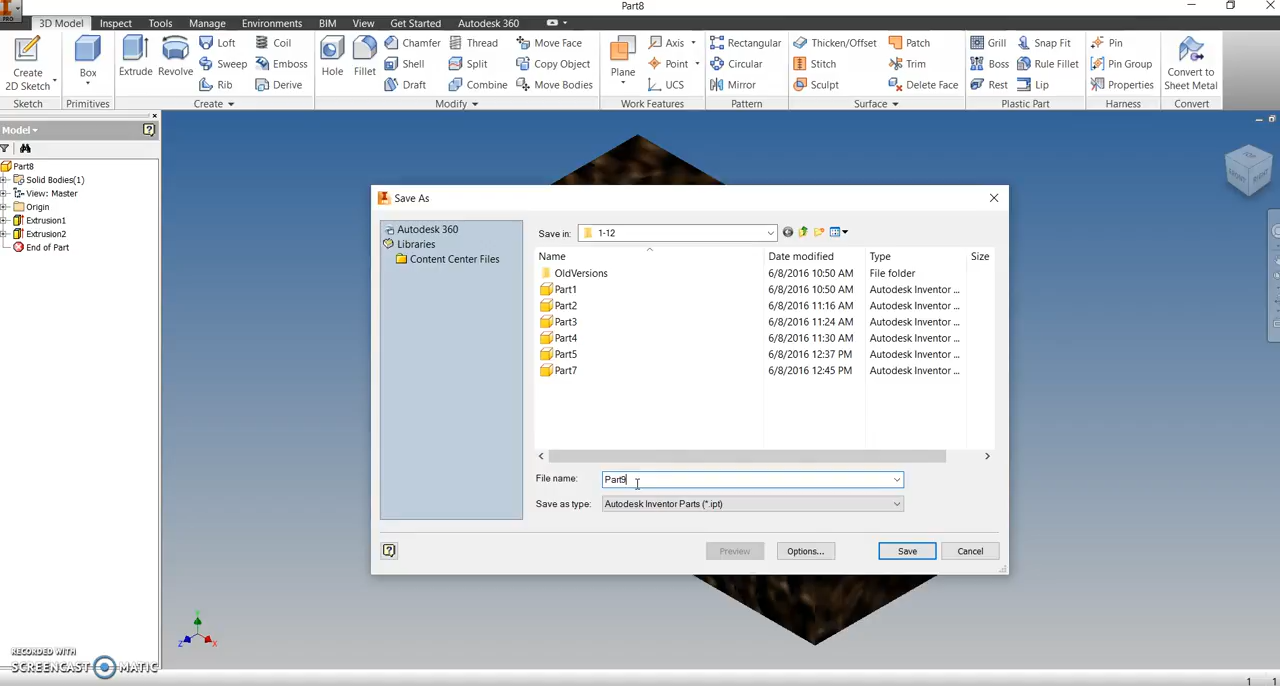 Part8
PRO
3D Model Inspect Tools Manage Environments BIM View Get Started Autodesk 360
Create 2D Sketch Box Extrude Revolve Loft Sweep Rib Coil Emboss Derive Hole Fillet Chamfer Shell Draft Thread Split Combine Move Face Copy Object Move Bodies Plane Axis Point UCS Rectangular Circular Mirror Thicken/Offset Stitch Sculpt Patch Trim Delete Face Grill Boss Rest Snap Fit Rule Fillet Lip Pin Pin Group Properties Convert to Sheet Metal
Sketch Primitives Create Modify Work Features Pattern Surface Plastic Part Harness Convert
Model
Part8
Solid Bodies(1)
View: Master
Origin
Extrusion1
Extrusion2
End of Part
TOP
FRONT RIGHT
Save As
Autodesk 360
Libraries
Content Center Files
Save in: 1-12
Name Date modified Type Size
OldVersions 6/8/2016 10:50 AM File folder
Part1 6/8/2016 10:50 AM Autodesk Inventor ...
Part2 6/8/2016 11:16 AM Autodesk Inventor ...
Part3 6/8/2016 11:24 AM Autodesk Inventor ...
Part4 6/8/2016 11:30 AM Autodesk Inventor ...
Part5 6/8/2016 12:37 PM Autodesk Inventor ...
Part7 6/8/2016 12:45 PM Autodesk Inventor ...
File name: Part9
Save as type: Autodesk Inventor Parts (*.ipt)
Preview Options... Save Cancel
Y
Z X
RECORDED WITH
SCREENCAST MATIC
1 1